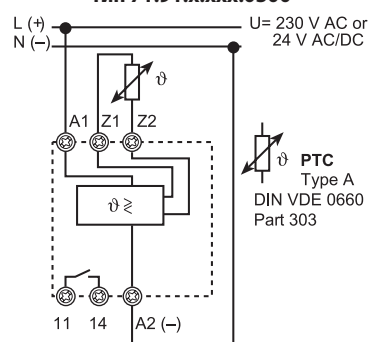 L (+)
U= 230 V AC or
N (–)
24 V AC/DC
ϑ
A1 Z1 Z2
ϑ PTC
Type A
DIN VDE 0660
Part 303
ϑ ≷
11 14 A2 (–)